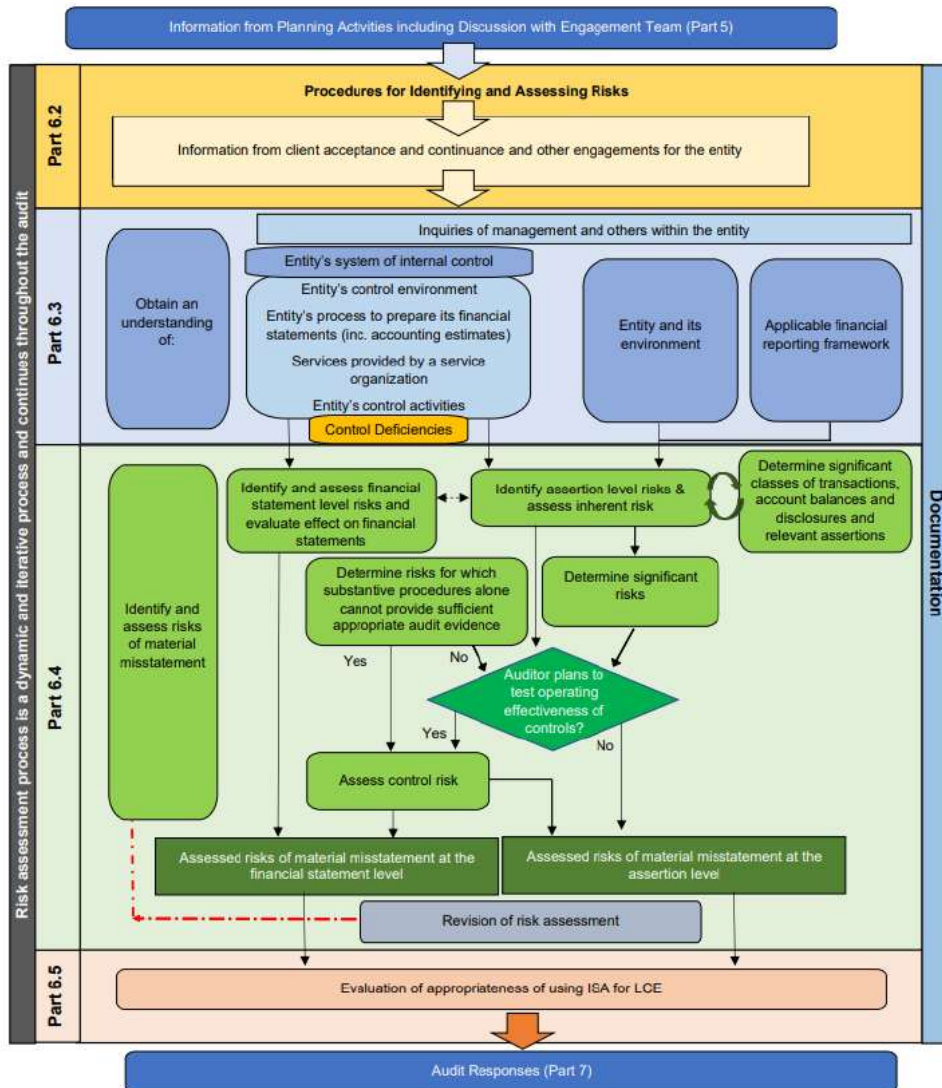 Information from Planning Activities including Discussion with Engagement Team (Part 5)
Risk assessment process is a dynamic and iterative process and continues throughout the audit
Documentation
Part 6.2
Procedures for Identifying and Assessing Risks
Information from client acceptance and continuance and other engagements for the entity
Part 6.3
Inquiries of management and others within the entity
Obtain an
understanding
of:
Entity's system of internal control
Entity's control environment
Entity's process to prepare its financial
statements (inc. accounting estimates)
Services provided by a service
organization
Entity's control activities
Control Deficiencies
Entity and its
environment
Applicable financial
reporting framework
Part 6.4
Identify and
assess risks
of material
misstatement
Identify and assess financial
statement level risks and
evaluate effect on financial
statements
Identify assertion level risks &
assess inherent risk
Determine significant
classes of transactions,
account balances and
disclosures and
relevant assertions
Determine risks for which
substantive procedures alone
cannot provide sufficient
appropriate audit evidence
Determine significant
risks
Yes
No
Auditor plans to
test operating
effectiveness of
controls?
Yes
No
Assess control risk
Assessed risks of material misstatement at the
financial statement level
Assessed risks of material misstatement at the
assertion level
Revision of risk assessment
Part 6.5
Evaluation of appropriateness of using ISA for LCE
Audit Responses (Part 7)